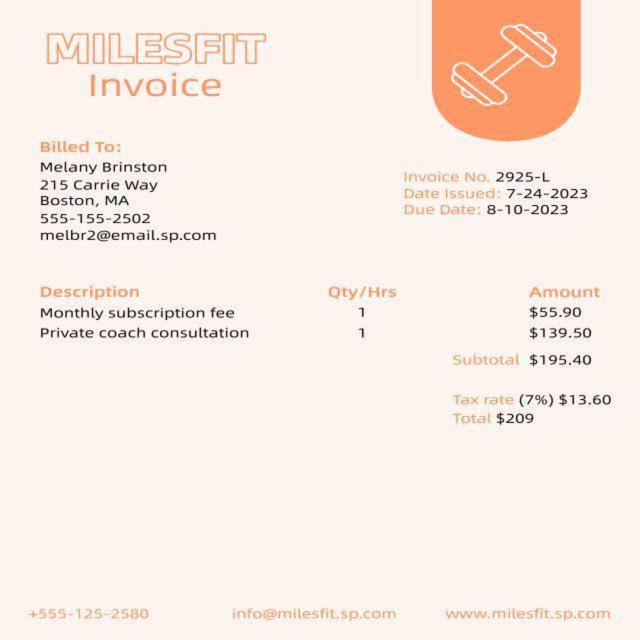 MILESFIT
Invoice
Billed To:
Melany Brinston
215 Carrie Way
Boston, MA
555-155-2502
melbr2@email.sp.com
Invoice No. 2925-L
Date Issued: 7-24-2023
Due Date: 8-10-2023
Description Qty/Hrs Amount
Monthly subscription fee 1 $55.90
Private coach consultation 1 $139.50
Subtotal $195.40
Tax rate (7%) $13.60
Total $209
+555-125-2580 info@milesfit.sp.com www.milesfit.sp.com